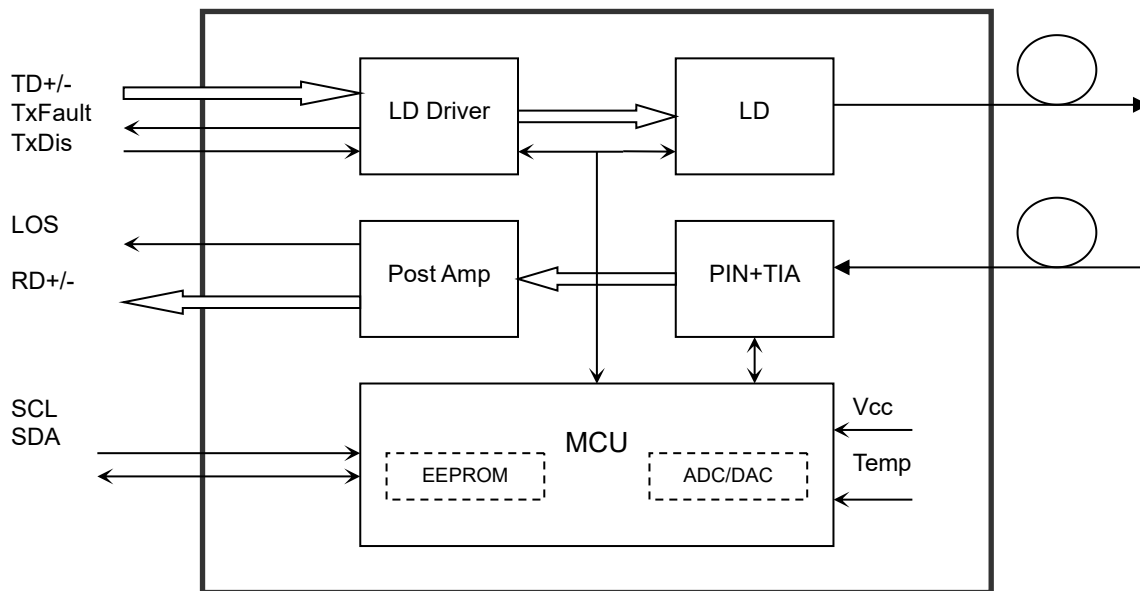 TD+/-
TxFault
TxDis
LD Driver
LD
LOS
RD+/-
Post Amp
PIN+TIA
SCL
SDA
MCU
EEPROM
ADC/DAC
Vcc
Temp